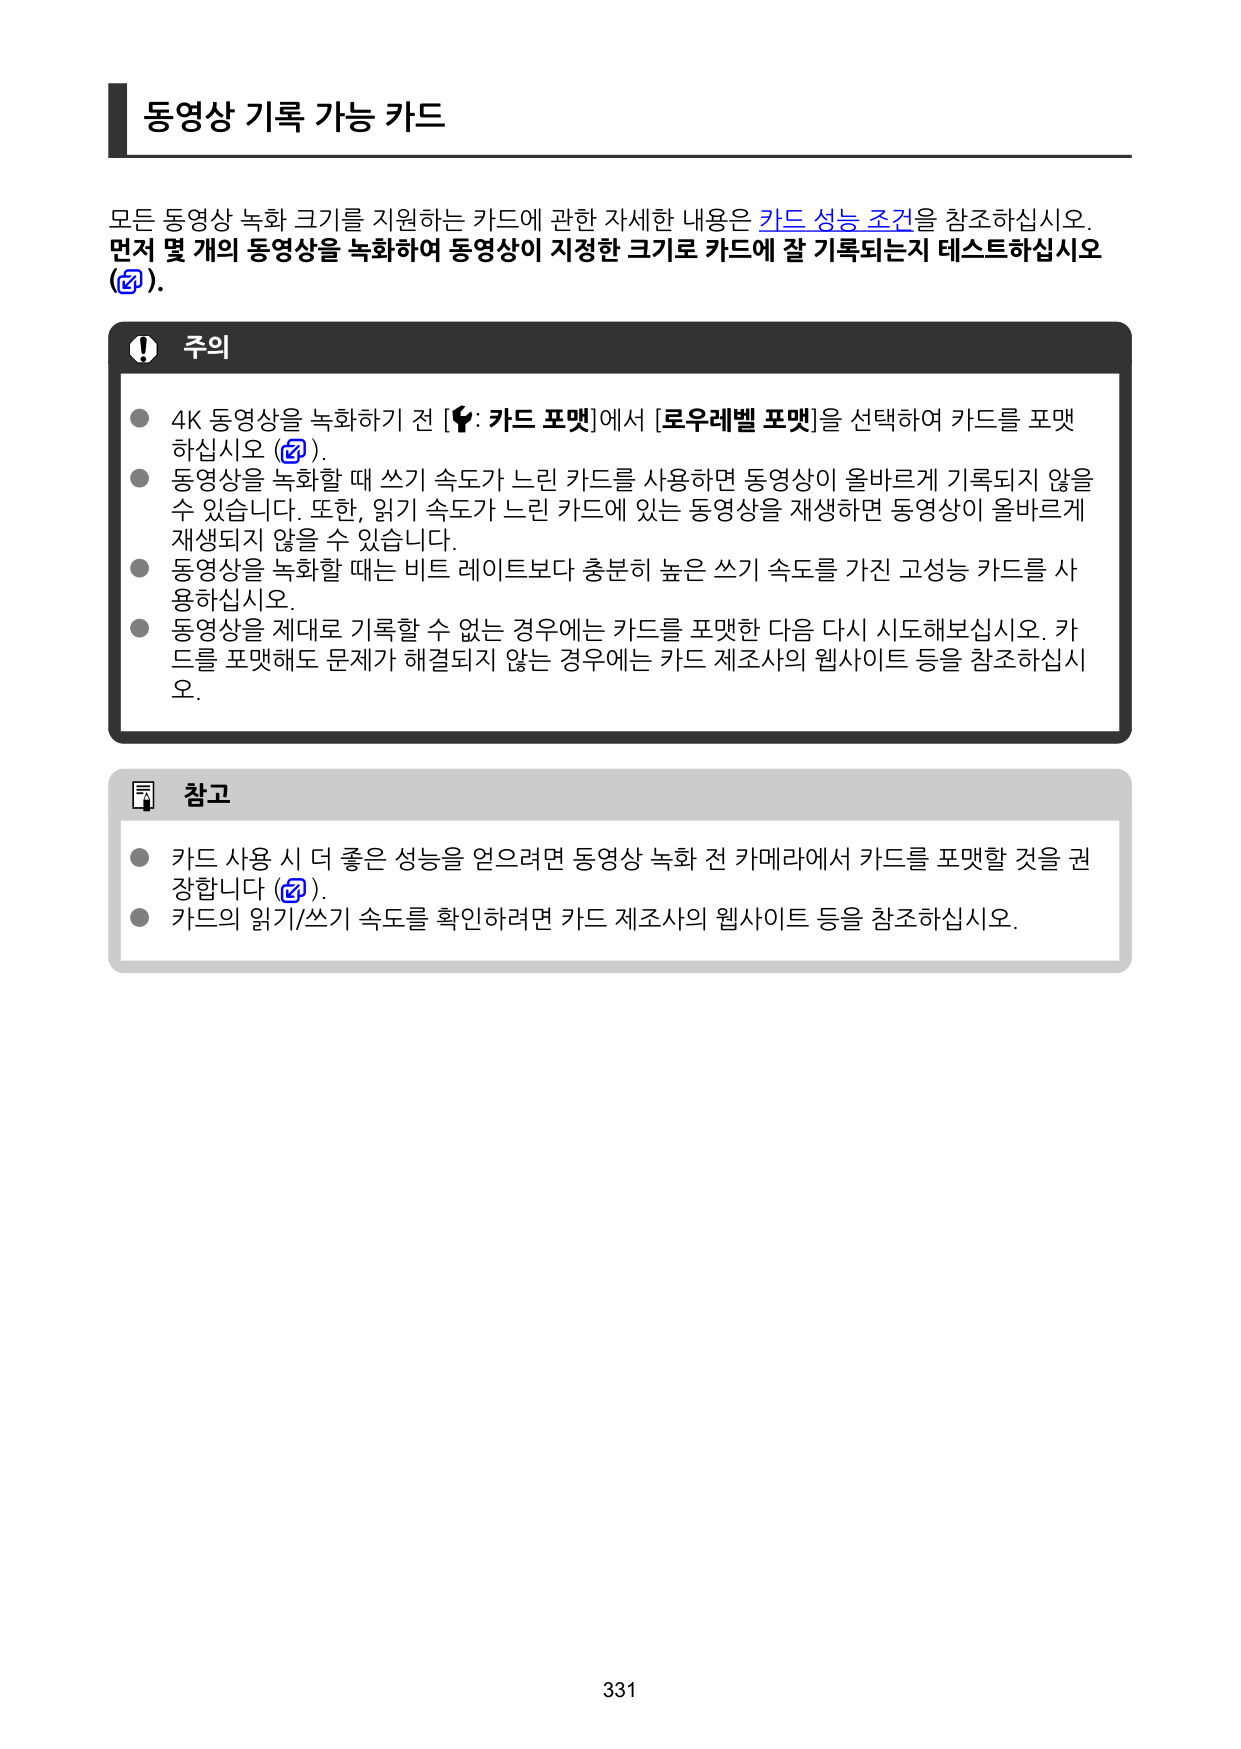 동영상 기록 가능 카드
모든 동영상 녹화 크기를 지원하는 카드에 관한 자세한 내용은 카드 성능 조건을 참조하십시오.
먼저 몇 개의 동영상을 녹화하여 동영상이 지정한 크기로 카드에 잘 기록되는지 테스트하십시오
( ).
주의
● 4K 동영상을 녹화하기 전 [ : 카드 포맷]에서 [로우레벨 포맷]을 선택하여 카드를 포맷
하십시오 ( ).
● 동영상을 녹화할 때 쓰기 속도가 느린 카드를 사용하면 동영상이 올바르게 기록되지 않을
수 있습니다. 또한, 읽기 속도가 느린 카드에 있는 동영상을 재생하면 동영상이 올바르게
재생되지 않을 수 있습니다.
● 동영상을 녹화할 때는 비트 레이트보다 충분히 높은 쓰기 속도를 가진 고성능 카드를 사
용하십시오.
● 동영상을 제대로 기록할 수 없는 경우에는 카드를 포맷한 다음 다시 시도해보십시오. 카
드를 포맷해도 문제가 해결되지 않는 경우에는 카드 제조사의 웹사이트 등을 참조하십시
오.
참고
● 카드 사용 시 더 좋은 성능을 얻으려면 동영상 녹화 전 카메라에서 카드를 포맷할 것을 권
장합니다 ( ).
● 카드의 읽기/쓰기 속도를 확인하려면 카드 제조사의 웹사이트 등을 참조하십시오.
331